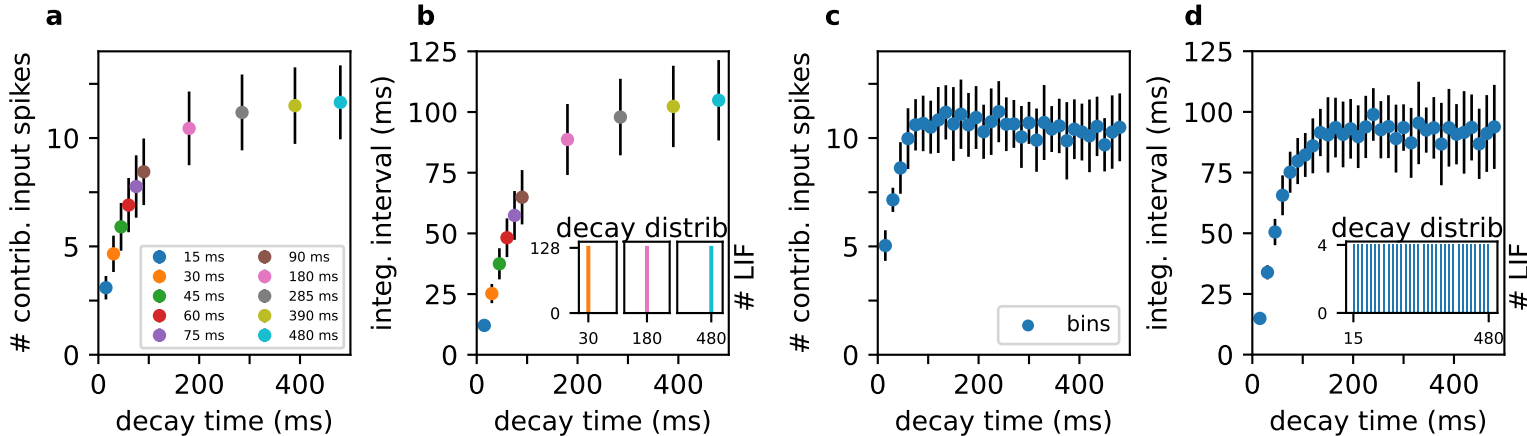 a
# contrib. input spikes
10
5
0
0
200
400
decay time (ms)
15 ms
30 ms
45 ms
60 ms
75 ms
90 ms
180 ms
285 ms
390 ms
480 ms
b
integ. interval (ms)
125
100
75
50
25
0
0
200
400
decay time (ms)
decay distrib
128
0
30
180
480
# LIF
c
# contrib. input spikes
10
5
0
0
200
400
decay time (ms)
bins
d
integ. interval (ms)
125
100
75
50
25
0
0
200
400
decay time (ms)
decay distrib
4
0
15
480
# LIF